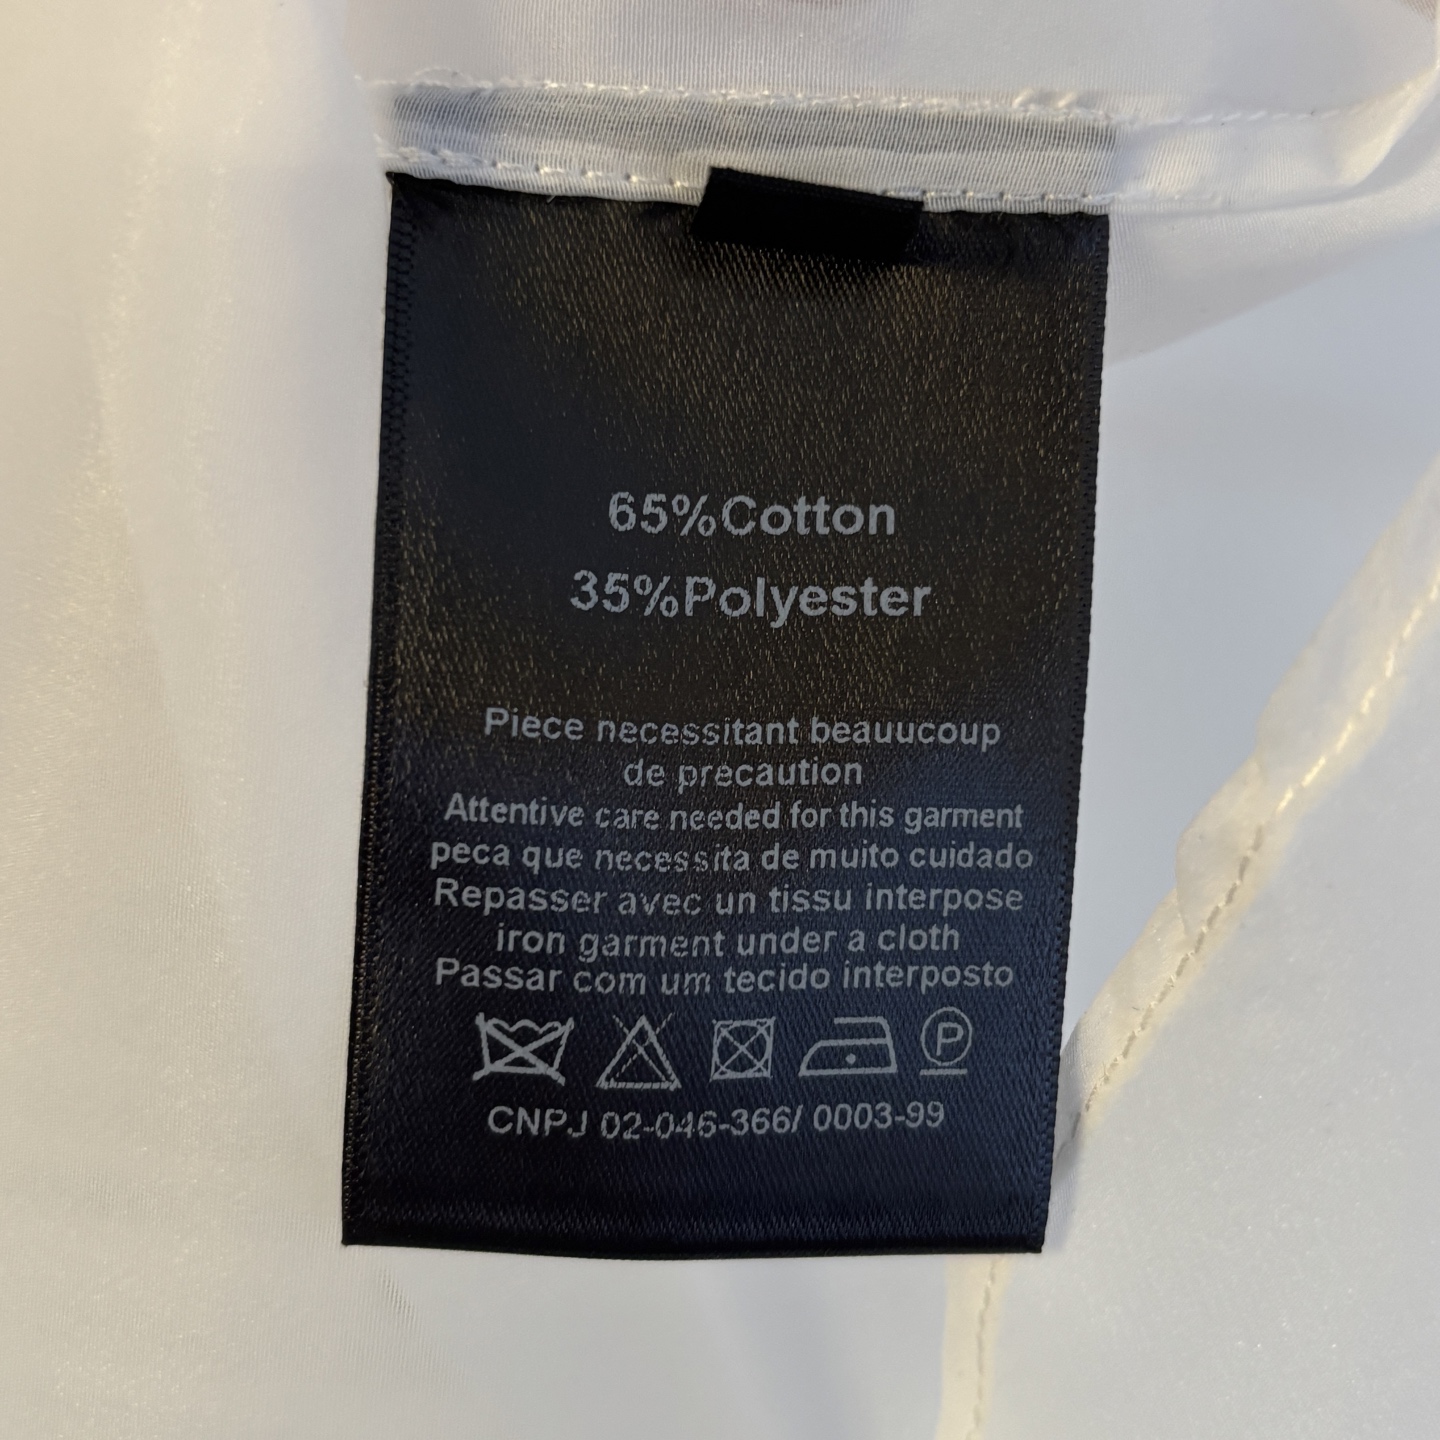 65%Cotton
35%Polyester
Piece necessitant beauucoup
de precaution
Attentive care needed for this garment
peca que necessita de muito cuidado
Repasser avec un tissu interpose
iron garment under a cloth
Passar com um tecido interposto
P
CNPJ 02-046-366/ 0003-99